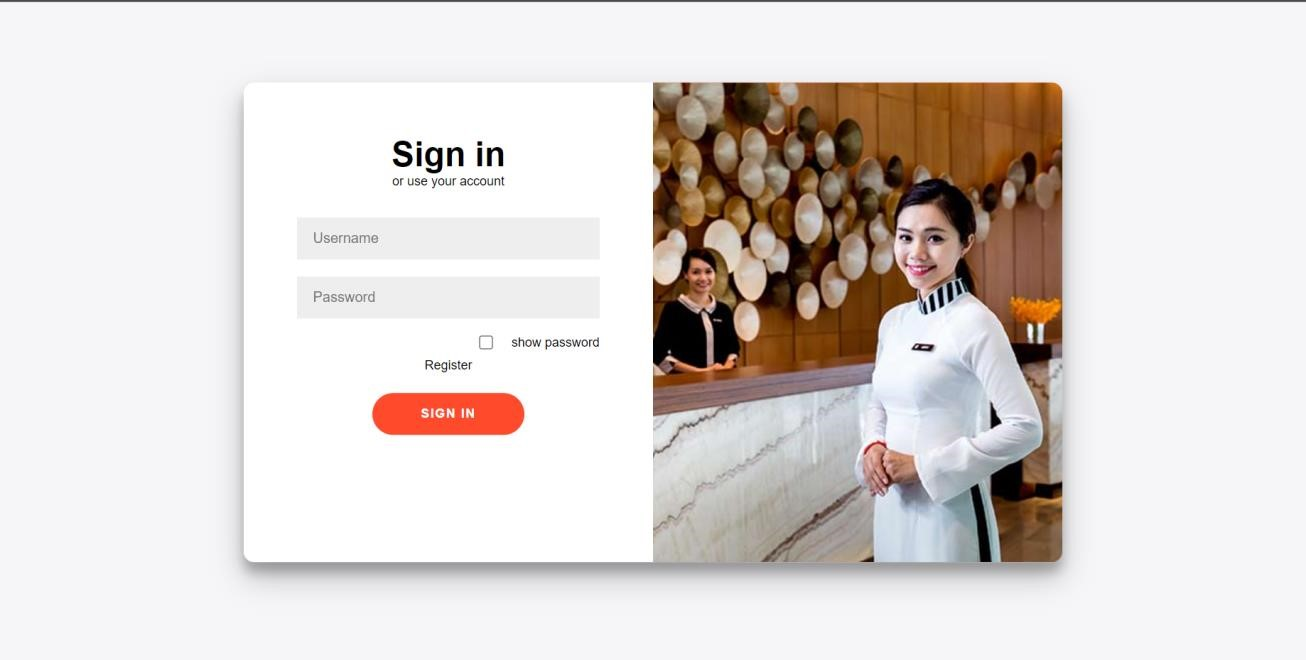 Sign in
or use your account
Username
Password
show password
Register
SIGN IN